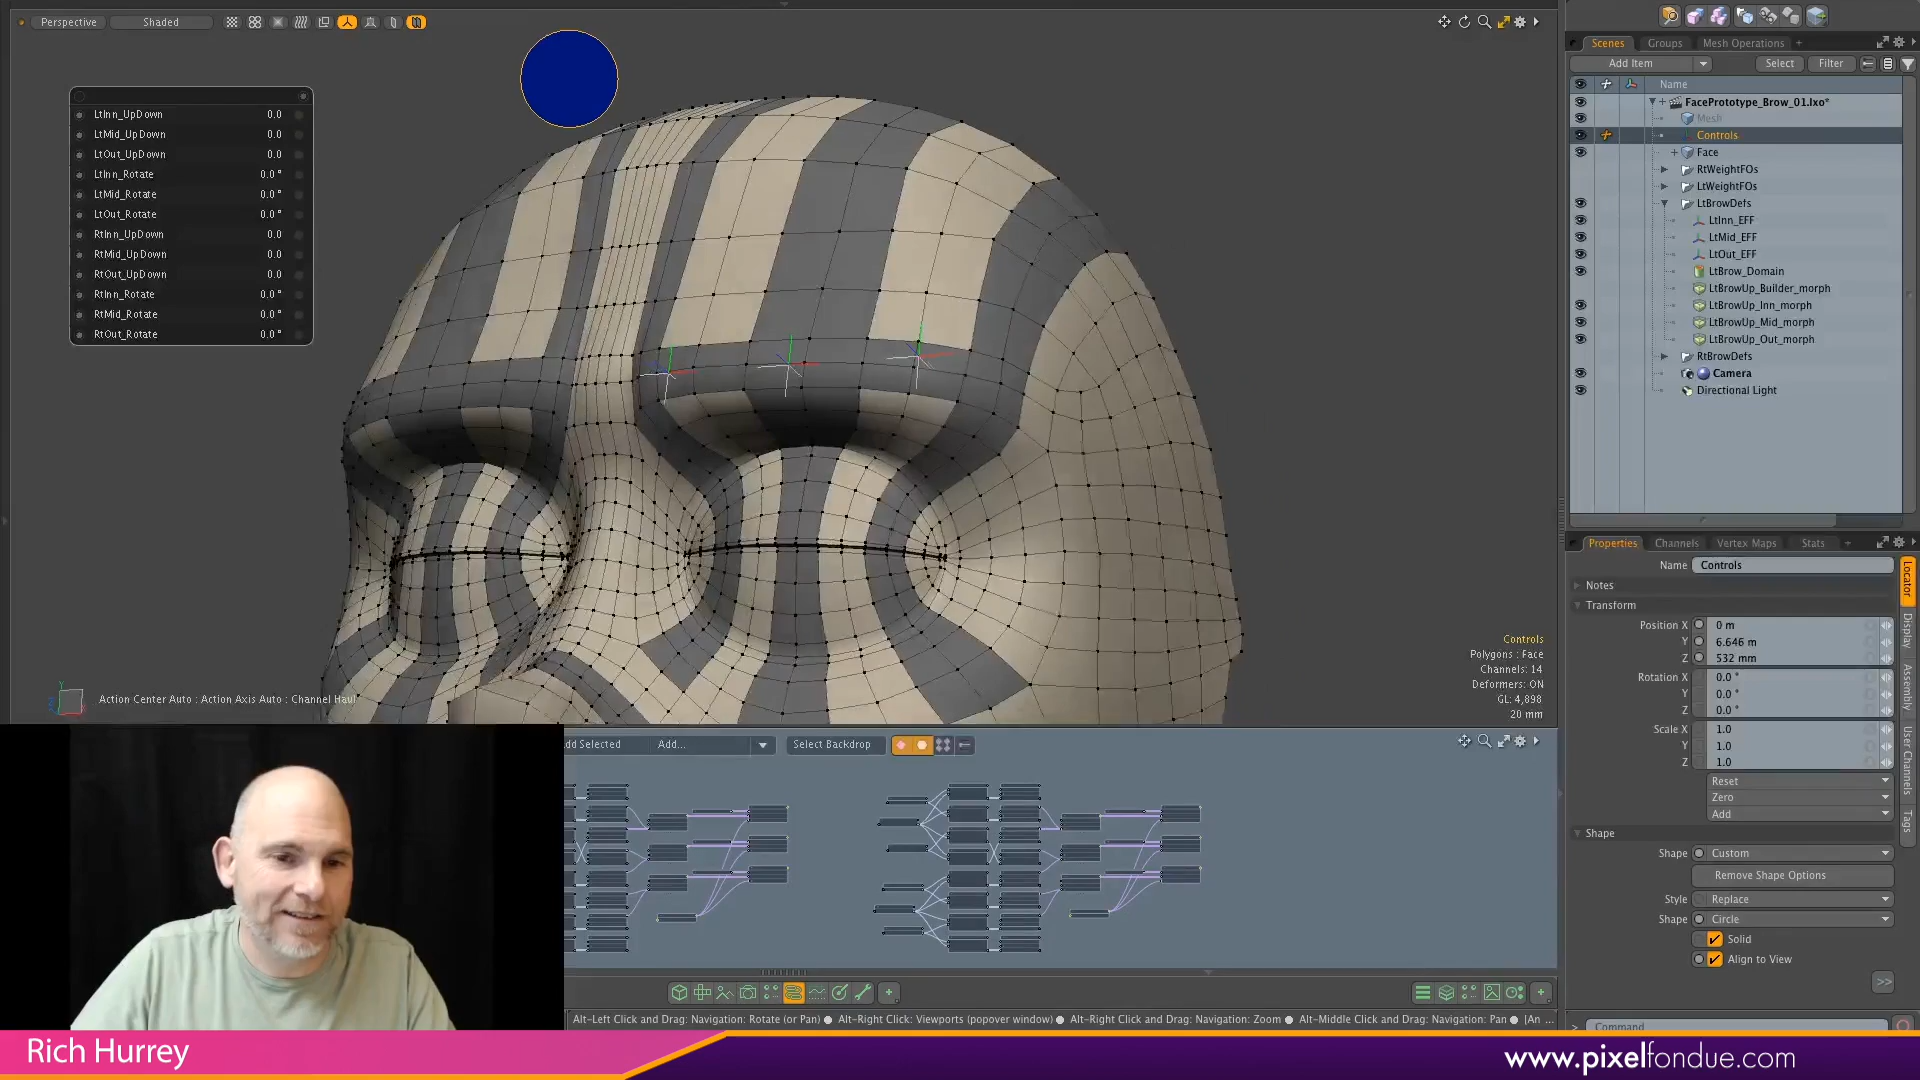 Perspective
Shaded
LtInn_UpDown 0.0
LtMid_UpDown 0.0
LtOut_UpDown 0.0
LtInn_Rotate 0.0 °
LtMid_Rotate 0.0 °
LtOut_Rotate 0.0 °
RtInn_UpDown 0.0
RtMid_UpDown 0.0
RtOut_UpDown 0.0
RtInn_Rotate 0.0 °
RtMid_Rotate 0.0 °
RtOut_Rotate 0.0 °
Controls
Polygons : Face
Channels: 14
Deformers: ON
GL: 4,898
20 mm
Action Center Auto : Action Axis Auto : Channel Haul
Scenes Groups Mesh Operations +
Add Item Select Filter
Name
FacePrototype_Brow_01.lxo*
Mesh
Controls
Face
RtWeightFOs
LtWeightFOs
LtBrowDefs
LtInn_EFF
LtMid_EFF
LtOut_EFF
LtBrow_Domain
LtBrowUp_Builder_morph
LtBrowUp_Inn_morph
LtBrowUp_Mid_morph
LtBrowUp_Out_morph
RtBrowDefs
Camera
Directional Light
Properties Channels Vertex Maps Stats +
Name Controls
Notes
Transform
Position X 0 m
Y 6.646 m
Z 532 mm
Rotation X 0.0 °
Y 0.0 °
Z 0.0 °
Scale X 1.0
Y 1.0
Z 1.0
Reset
Zero
Add
Shape
Shape Custom
Remove Shape Options
Style Replace
Shape Circle
Solid
Align to View
>>
Locator
Display
Assembly
User Channels
Tags
dd Selected Add... Select Backdrop
Alt-Left Click and Drag: Navigation: Rotate (or Pan) ● Alt-Right Click: Viewports (popover window) ● Alt-Right Click and Drag: Navigation: Zoom ● Alt-Middle Click and Drag: Navigation: Pan ● [An ...
Command
Rich Hurrey
www.pixelfondue.com